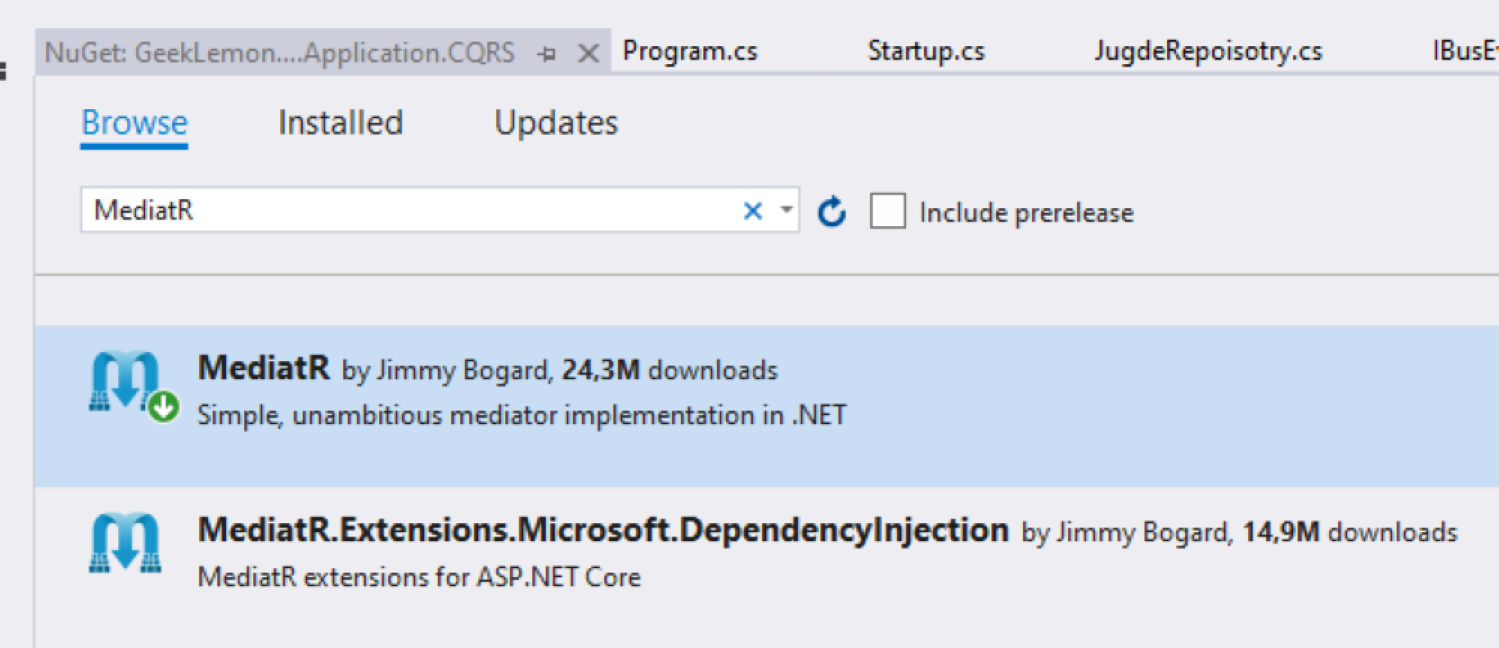 NuGet: GeekLemon....Application.CQRS Program.cs Startup.cs JugdeRepoisotry.cs IBusE
Browse Installed Updates
MediatR Include prerelease
MediatR by Jimmy Bogard, 24,3M downloads
Simple, unambitious mediator implementation in .NET
MediatR.Extensions.Microsoft.DependencyInjection by Jimmy Bogard, 14,9M downloads
MediatR extensions for ASP.NET Core